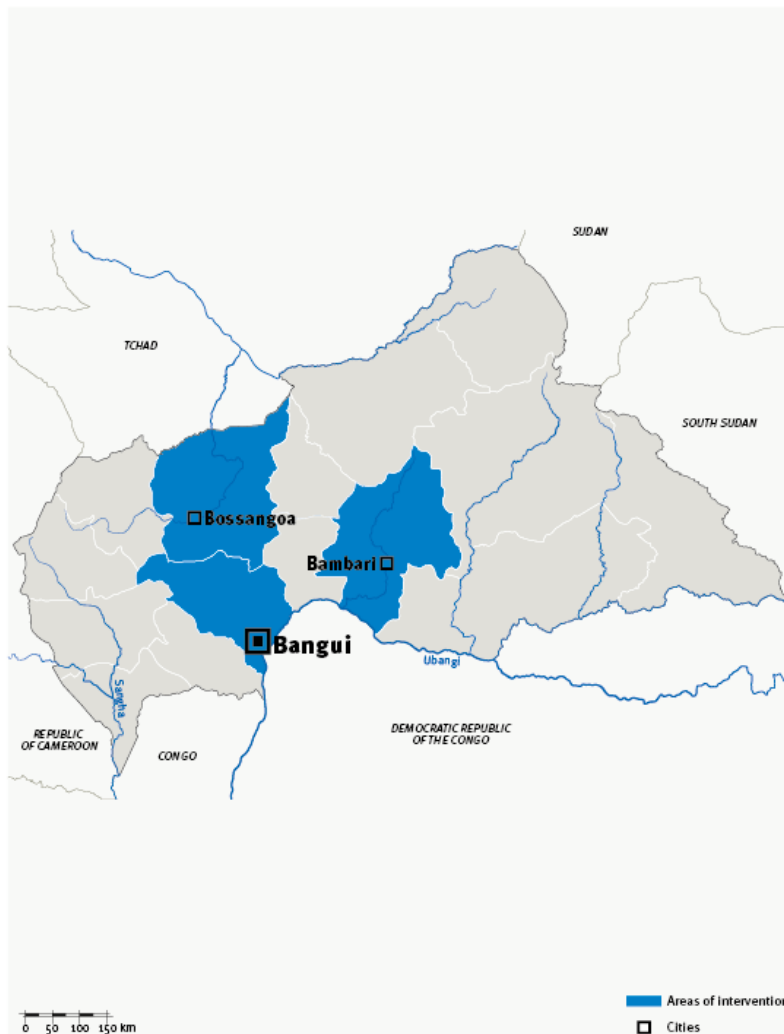 SUDAN
TCHAD
SOUTH SUDAN
Bossangoa
Bambari
Bangui
Ubangi
Sangha
DEMOCRATIC REPUBLIC
OF THE CONGO
REPUBLIC
OF CAMEROON
CONGO
Areas of intervention
0 50 100 150 km
Cities